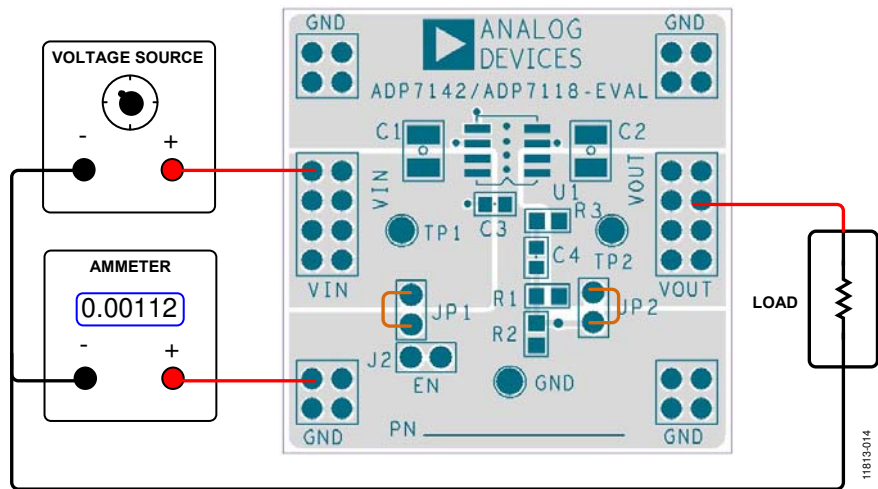 VOLTAGE SOURCE
- +
AMMETER
0.00112
- +
GND
ANALOG
DEVICES
GND
ADP7142/ADP7118-EVAL
C1
C2
VIN
VOUT
U1
R3
C3
TP1
C4
TP2
VIN
VOUT
JP1
R1
JP2
R2
J2
EN
GND
GND
PN
GND
LOAD
11813-014